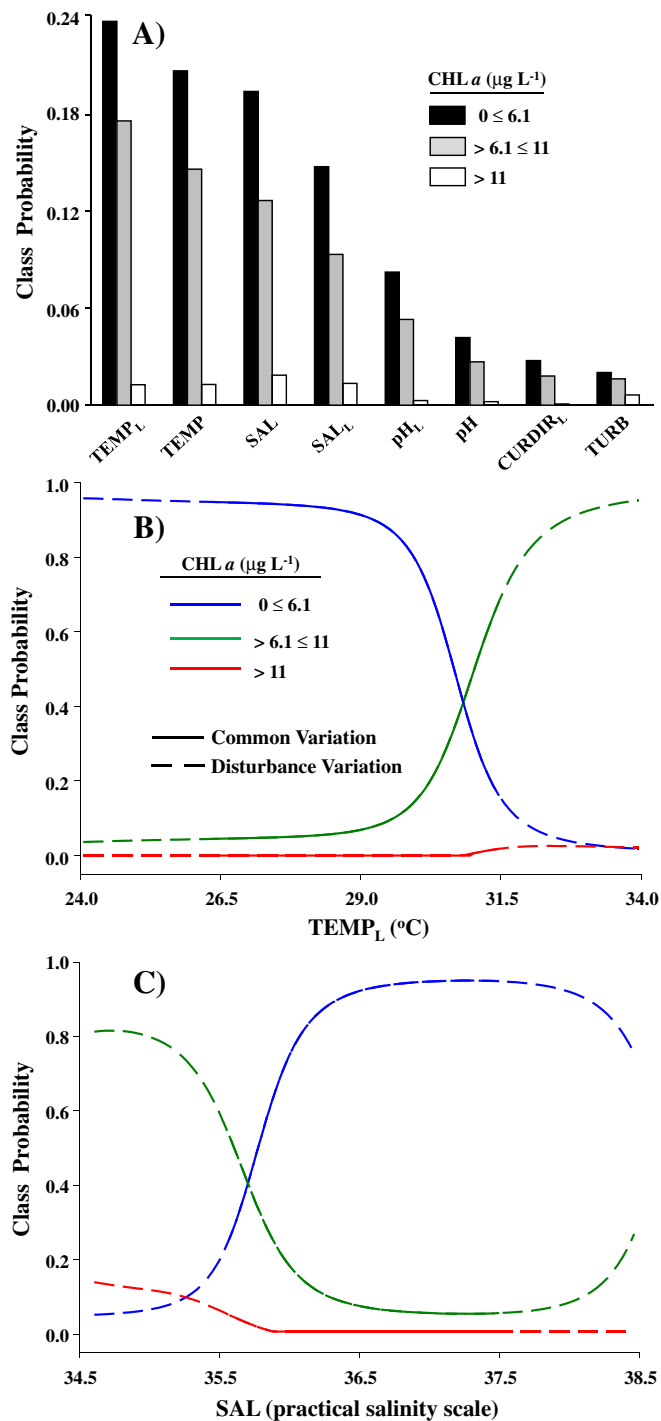 A)
CHL a (µg L-1)
0 ≤ 6.1
> 6.1 ≤ 11
> 11
Class Probability
0.24
0.18
0.12
0.06
0.00
TEMPL
TEMP
SAL
SALL
pHL
pH
CURDIRL
TURB
B)
CHL a (µg L-1)
0 ≤ 6.1
> 6.1 ≤ 11
> 11
Common Variation
Disturbance Variation
Class Probability
1.0
0.8
0.6
0.4
0.2
0.0
24.0
26.5
29.0
31.5
34.0
TEMPL (oC)
C)
Class Probability
1.0
0.8
0.6
0.4
0.2
0.0
34.5
35.5
36.5
37.5
38.5
SAL (practical salinity scale)